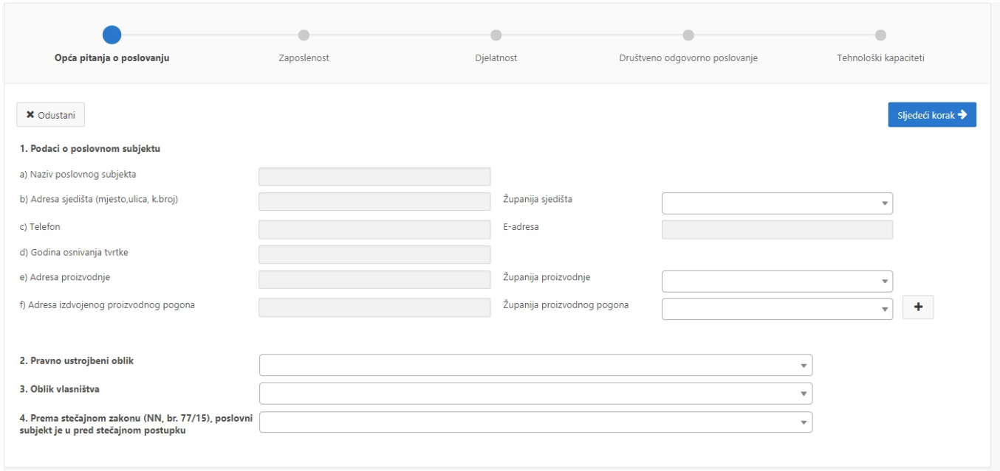 Opća pitanja o poslovanju
Zaposlenost
Djelatnost
Društveno odgovorno poslovanje
Tehnološki kapaciteti
Odustani
Sljedeći korak
1. Podaci o poslovnom subjektu
a) Naziv poslovnog subjekta
b) Adresa sjedišta (mjesto,ulica, k.broj)
Županija sjedišta
c) Telefon
E-adresa
d) Godina osnivanja tvrtke
e) Adresa proizvodnje
Županija proizvodnje
f) Adresa izdvojenog proizvodnog pogona
Županija proizvodnog pogona
2. Pravno ustrojbeni oblik
3. Oblik vlasništva
4. Prema stečajnom zakonu (NN, br. 77/15), poslovni
subjekt je u pred stečajnom postupku